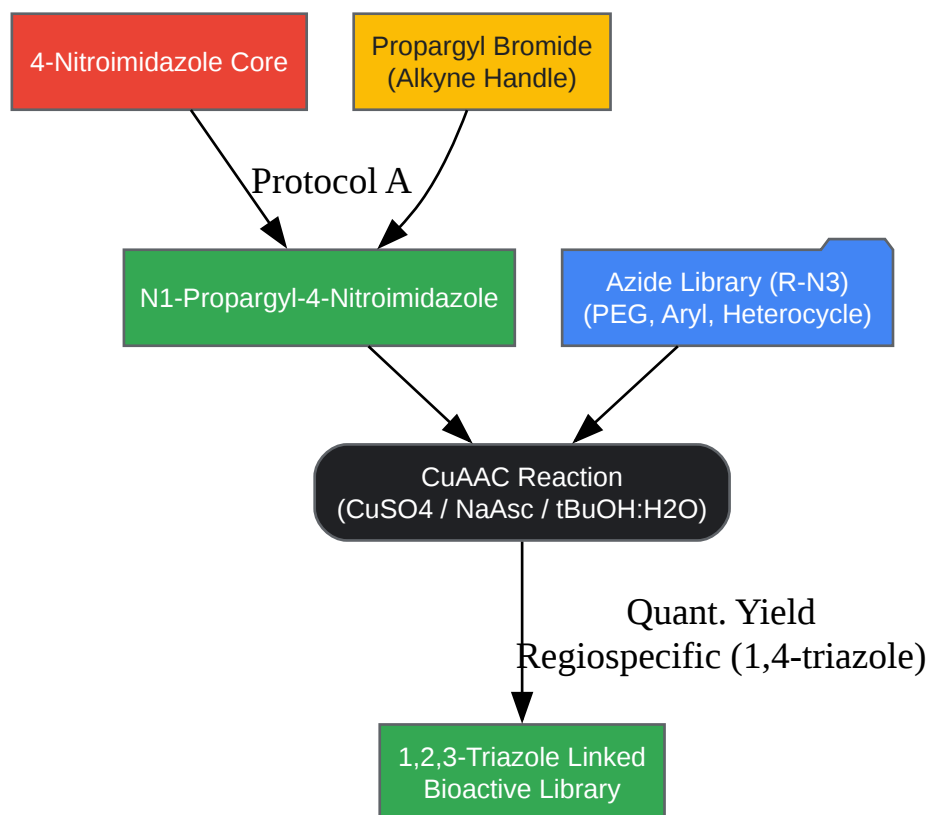 4-Nitroimidazole Core
Propargyl Bromide
(Alkyne Handle)
Protocol A
N1-Propargyl-4-Nitroimidazole
Azide Library (R-N3)
(PEG, Aryl, Heterocycle)
CuAAC Reaction
(CuSO4 / NaAsc / tBuOH:H2O)
Quant. Yield
Regiospecific (1,4-triazole)
1,2,3-Triazole Linked
Bioactive Library